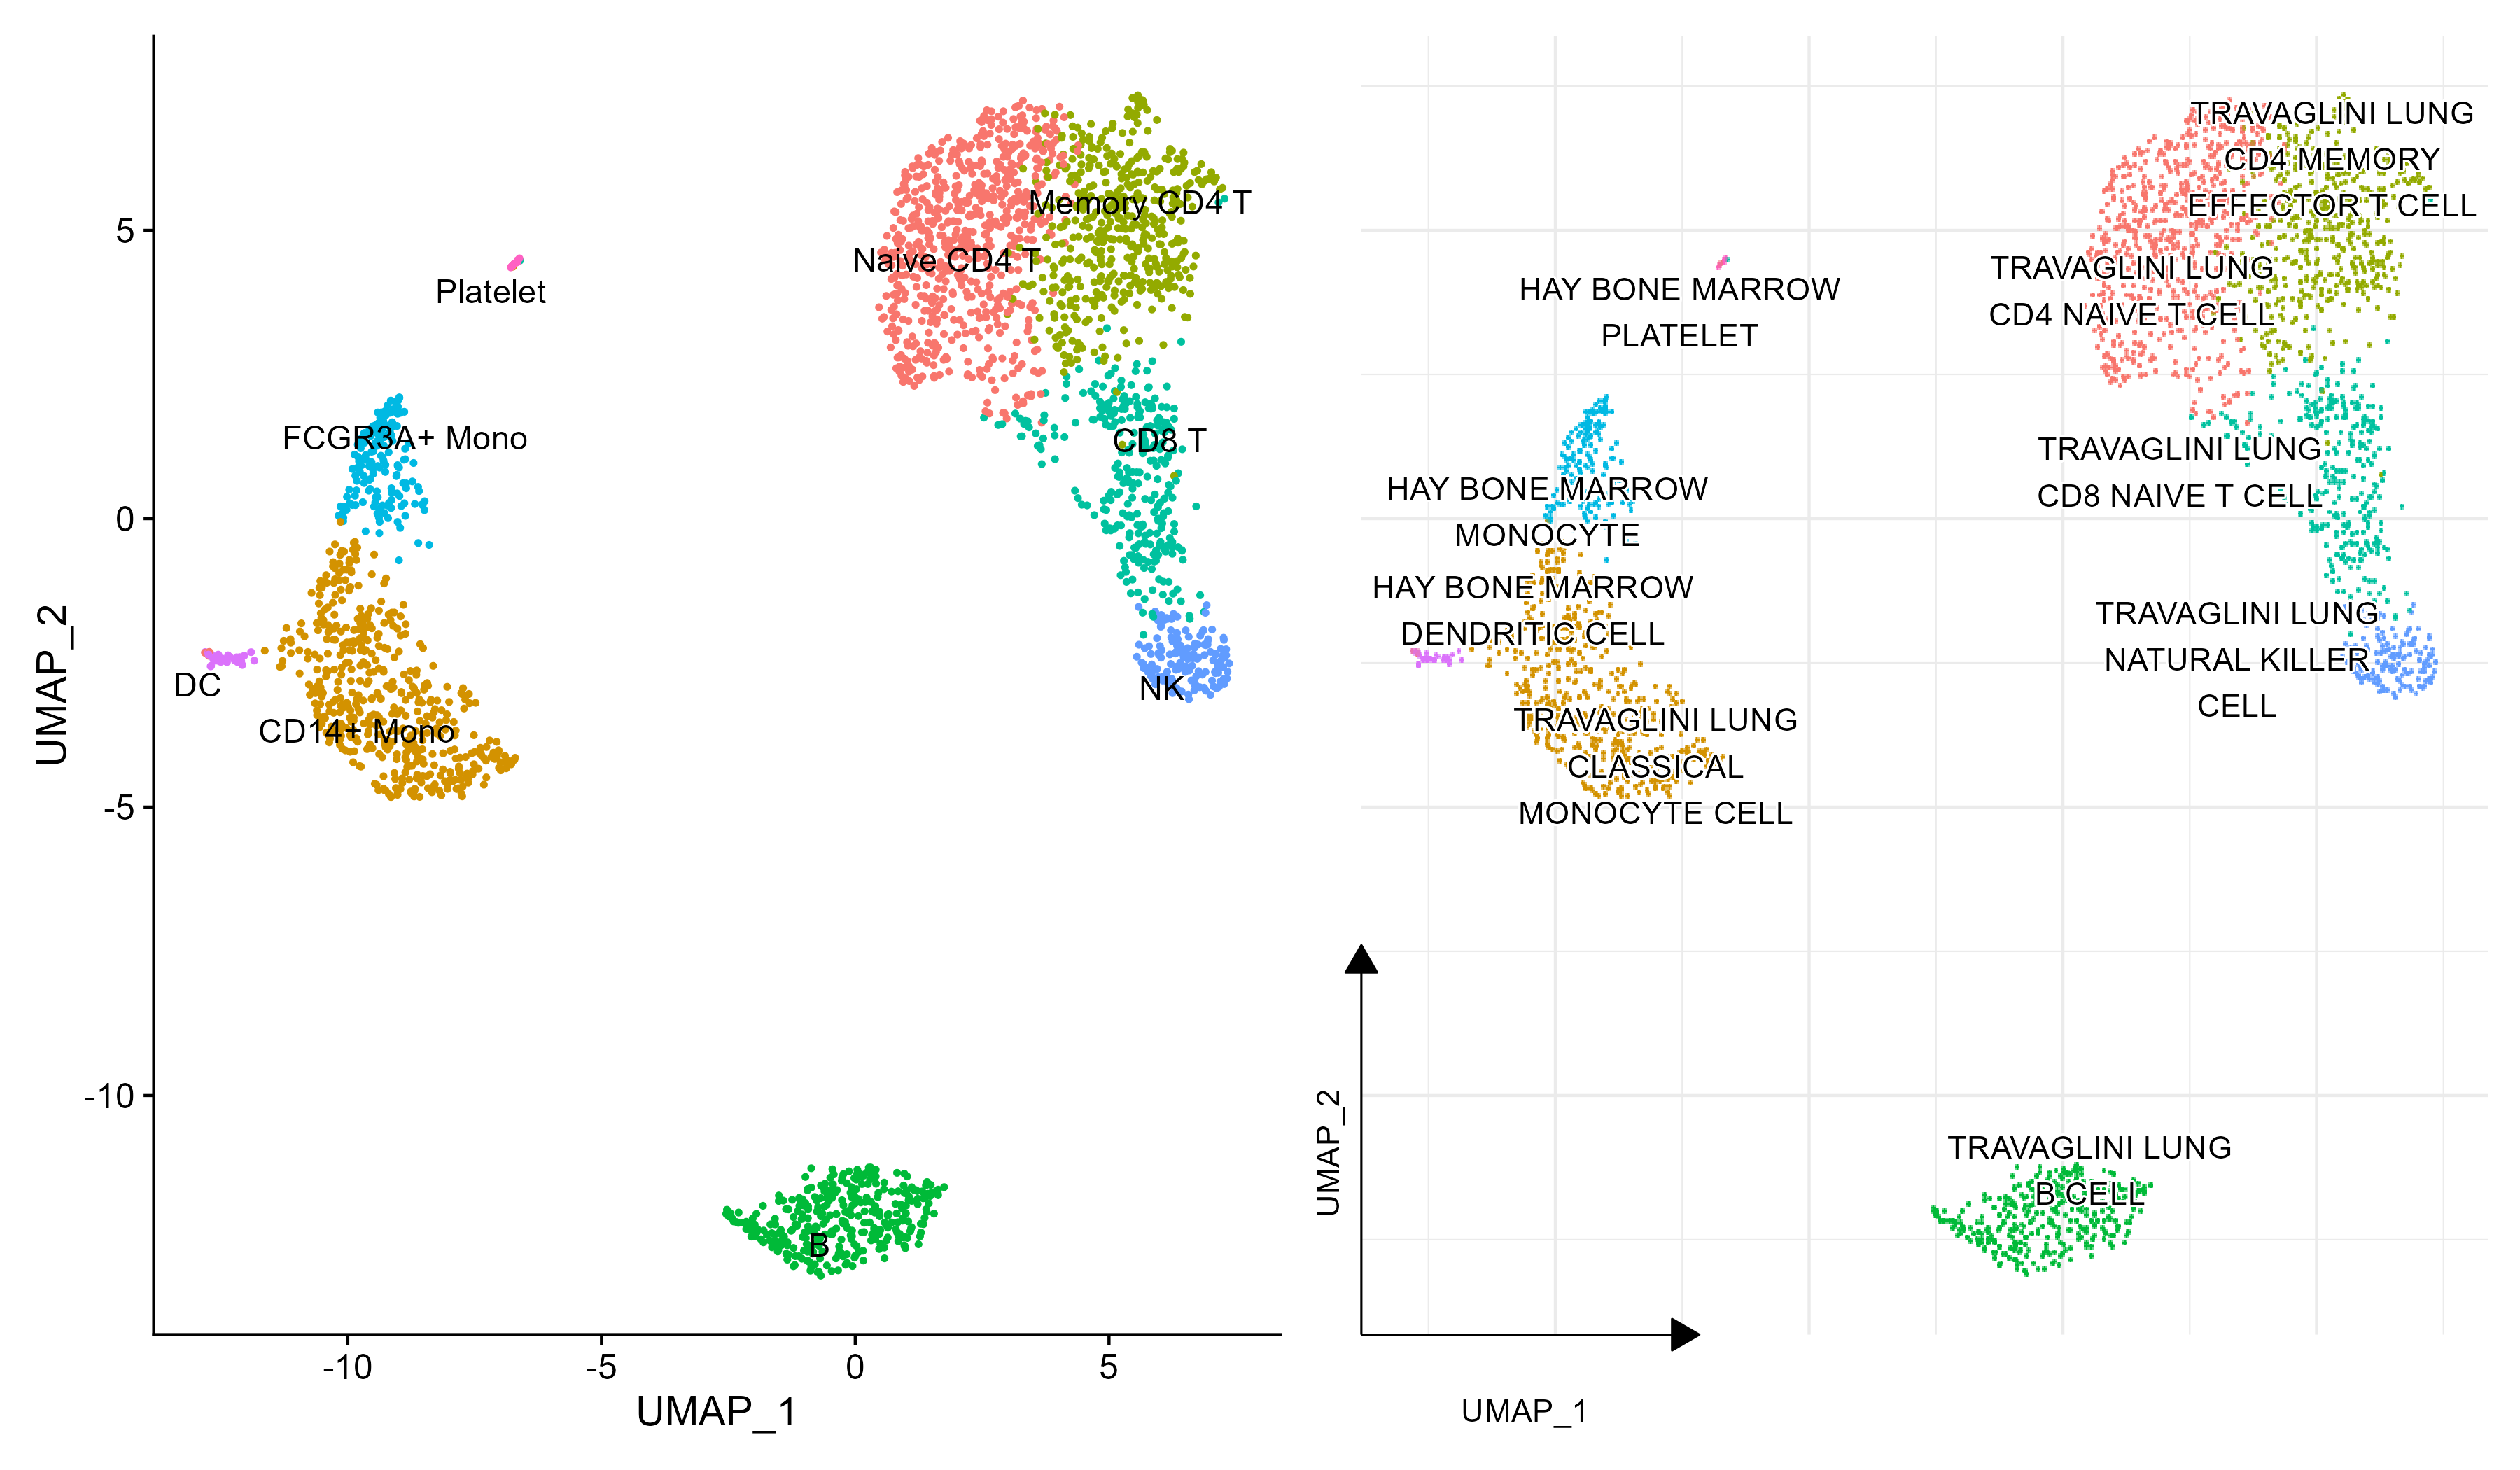 Memory CD4 T
Naive CD4 T
Platelet
FCGR3A+ Mono
CD8 T
DC
NK
CD14+ Mono
B
5
0
-5
-10
UMAP_2
-10
-5
0
5
UMAP_1
TRAVAGLINI LUNG
CD4 MEMORY
EFFECTOR T CELL
TRAVAGLINI LUNG
CD4 NAIVE T CELL
HAY BONE MARROW
PLATELET
TRAVAGLINI LUNG
CD8 NAIVE T CELL
HAY BONE MARROW
MONOCYTE
HAY BONE MARROW
DENDRITIC CELL
TRAVAGLINI LUNG
NATURAL KILLER
CELL
TRAVAGLINI LUNG
CLASSICAL
MONOCYTE CELL
TRAVAGLINI LUNG
B CELL
UMAP_2
UMAP_1